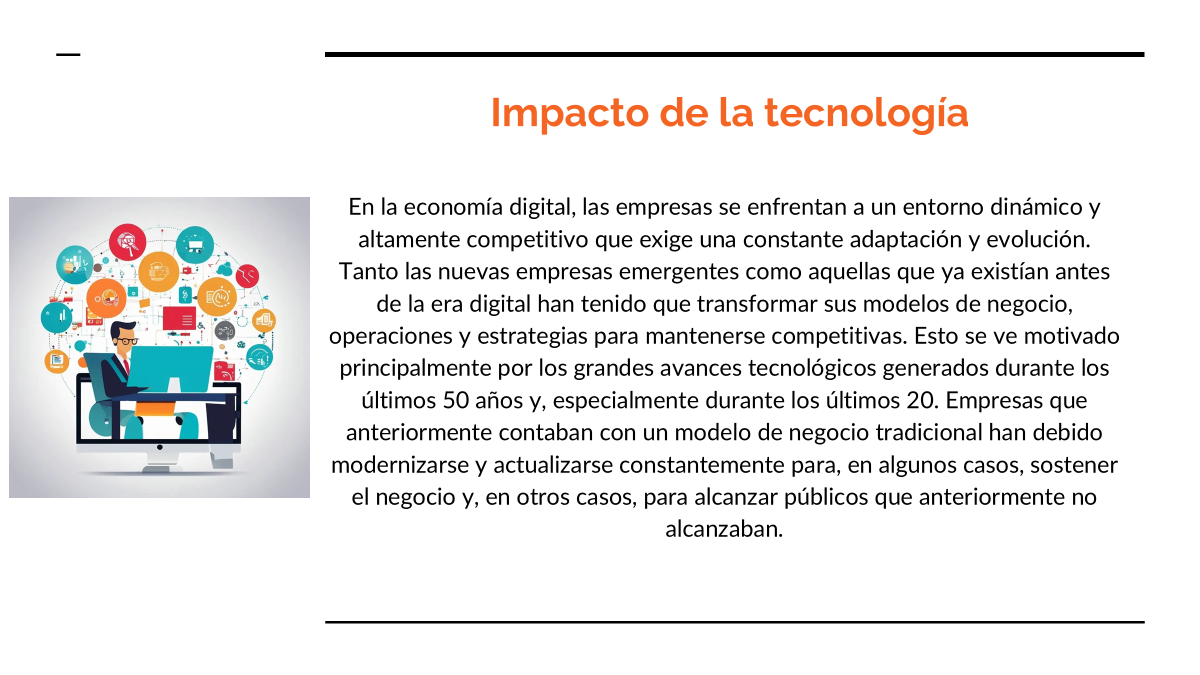 Impacto de la tecnología
En la economía digital, las empresas se enfrentan a un entorno dinámico y
altamente competitivo que exige una constante adaptación y evolución.
Tanto las nuevas empresas emergentes como aquellas que ya existían antes
de la era digital han tenido que transformar sus modelos de negocio,
operaciones y estrategias para mantenerse competitivas. Esto se ve motivado
principalmente por los grandes avances tecnológicos generados durante los
últimos 50 años y, especialmente durante los últimos 20. Empresas que
anteriormente contaban con un modelo de negocio tradicional han debido
modernizarse y actualizarse constantemente para, en algunos casos, sostener
el negocio y, en otros casos, para alcanzar públicos que anteriormente no
alcanzaban.